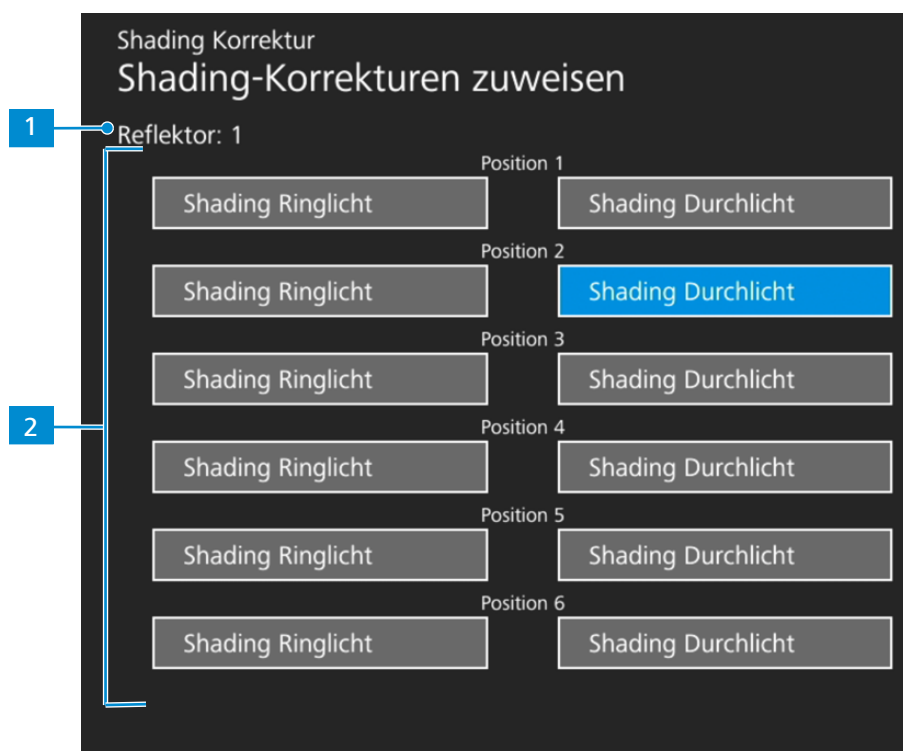 Shading Korrektur
Shading-Korrekturen zuweisen
1
Reflektor: 1
Position 1
Shading Ringlicht Shading Durchlicht
Position 2
Shading Ringlicht Shading Durchlicht
Position 3
Shading Ringlicht Shading Durchlicht
Position 4
2
Shading Ringlicht Shading Durchlicht
Position 5
Shading Ringlicht Shading Durchlicht
Position 6
Shading Ringlicht Shading Durchlicht